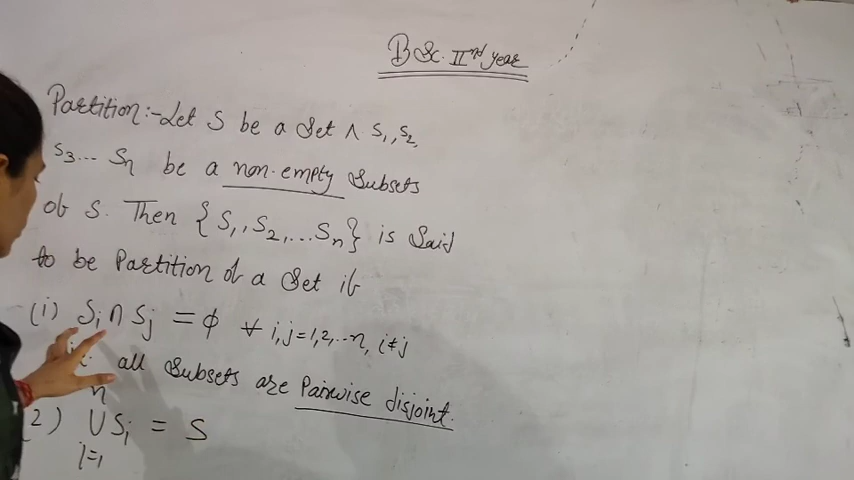 B Sc. IInd year
Partition:- Let S be a Set ∧ S1, S2,
S3... Sn be a non-empty Subsets
of S. Then {S1, S2, ... Sn} is Said
to be Partition of a Set if
(i) Si ∩ Sj = ϕ ∀ i,j=1,2,..n, i≠j
all Subsets are Pairwise disjoint.
n
2) ∪ Si = S
i=1